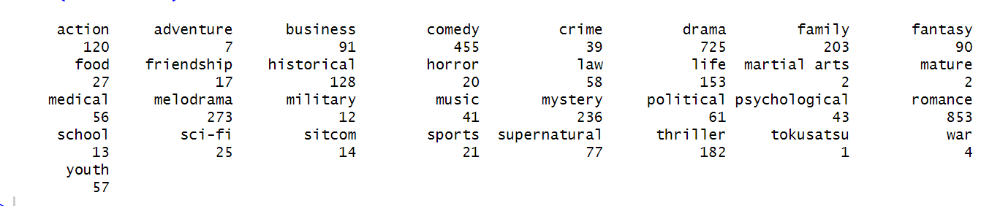 action adventure business comedy crime drama family fantasy
120 7 91 455 39 725 203 90
food friendship historical horror law life martial arts mature
27 17 128 20 58 153 2 2
medical melodrama military music mystery political psychological romance
56 273 12 41 236 61 43 853
school sci-fi sitcom sports supernatural thriller tokusatsu war
13 25 14 21 77 182 1 4
youth
57